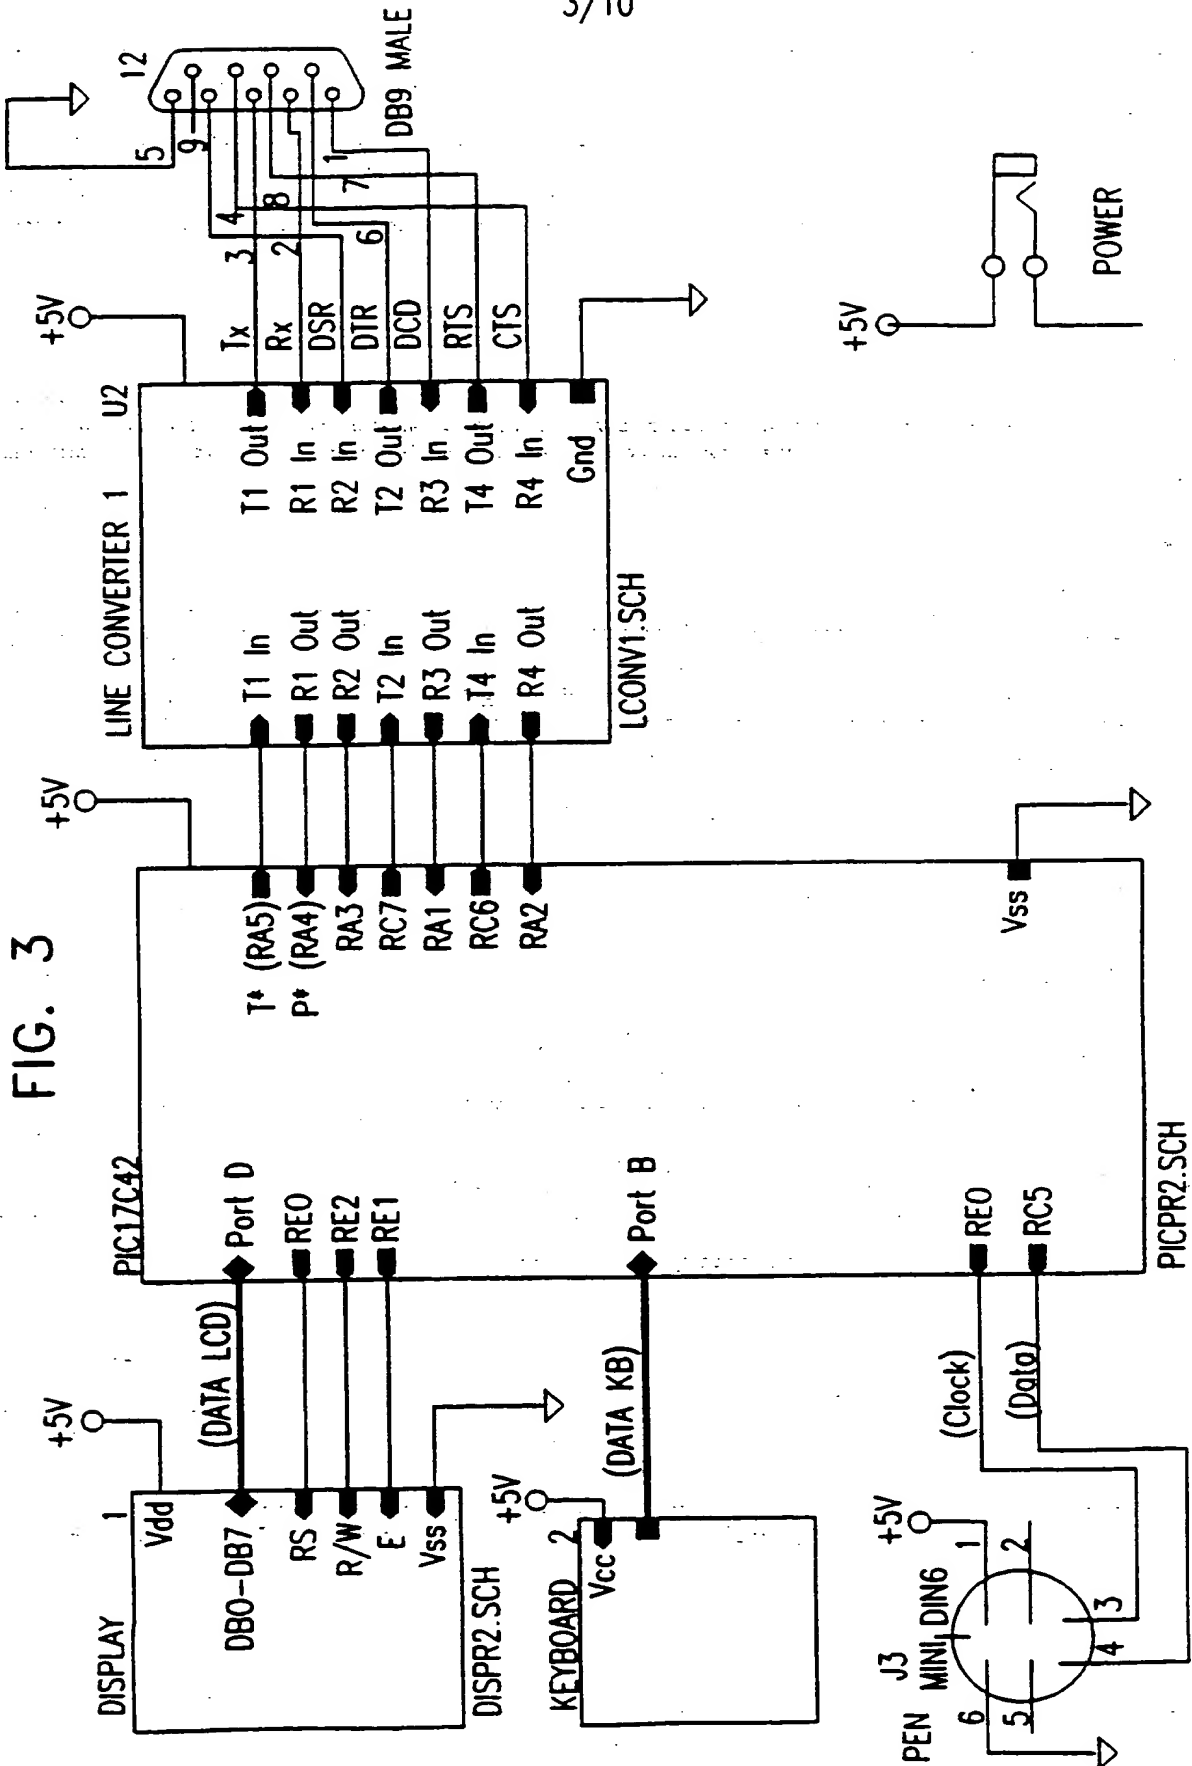 3/10
FIG. 3
DISPLAY
1
Vdd
DB0-DB7
RS
R/W
E
Vss
DISPR2.SCH
+5V
(DATA LCD)
KEYBOARD
2
Vcc
+5V
(DATA KB)
PEN
J3
MINI DIN6
+5V
1
2
3
4
5
6
(Clock)
(Data)
PIC17C42
Port D
RE0
RE2
RE1
Port B
RE0
RC5
PICPR2.SCH
+5V
T* (RA5)
P* (RA4)
RA3
RC7
RA1
RC6
RA2
Vss
LINE CONVERTER 1
U2
+5V
T1 In
R1 Out
R2 Out
T2 In
R3 Out
T4 In
R4 Out
T1 Out
R1 In
R2 In
T2 Out
R3 In
T4 Out
R4 In
Gnd
LCONV1.SCH
Tx
Rx
DSR
DTR
DCD
RTS
CTS
3
2
4
8
6
7
1
5
9
12
DB9 MALE
+5V
POWER